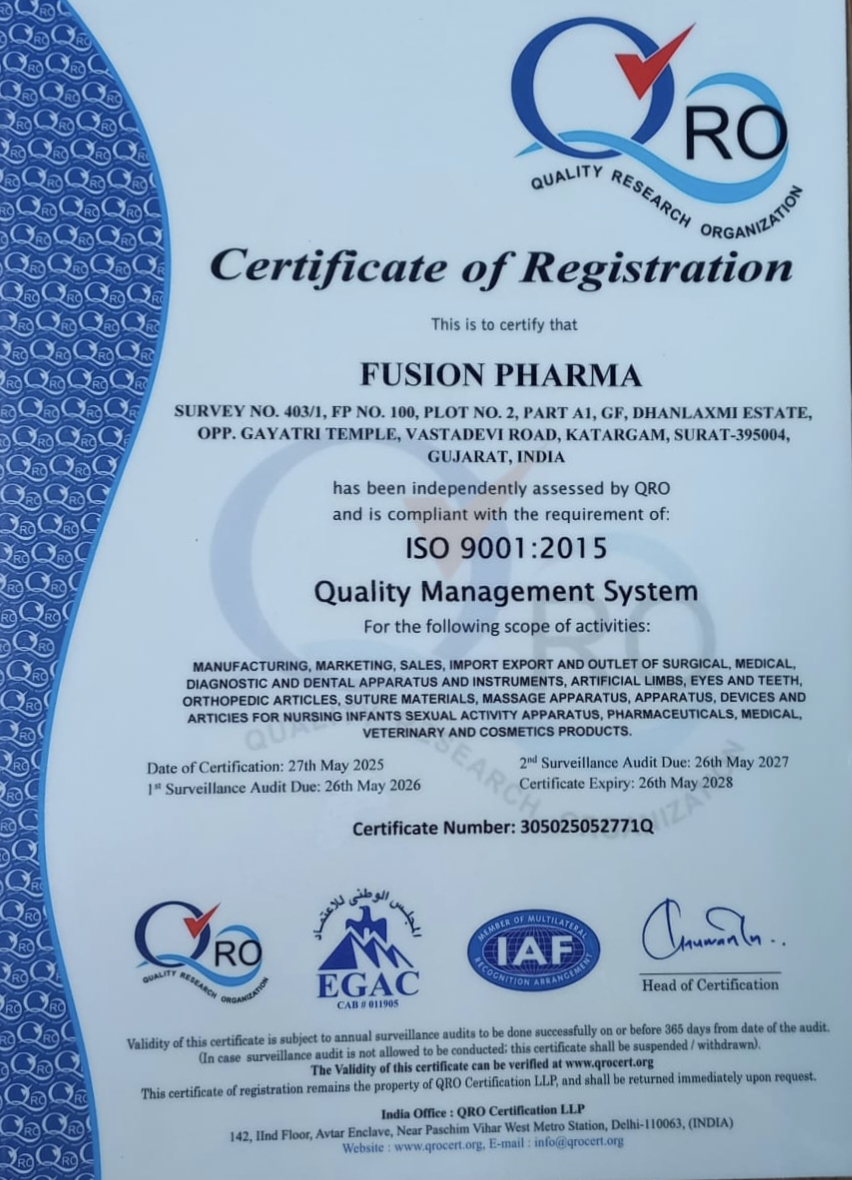 QRO
QUALITY RESEARCH ORGANIZATION
Certificate of Registration
This is to certify that
FUSION PHARMA
SURVEY NO. 403/1, FP NO. 100, PLOT NO. 2, PART A1, GF, DHANLAXMI ESTATE,
OPP. GAYATRI TEMPLE, VASTADEVI ROAD, KATARGAM, SURAT-395004,
GUJARAT, INDIA
has been independently assessed by QRO
and is compliant with the requirement of:
ISO 9001:2015
Quality Management System
For the following scope of activities:
MANUFACTURING, MARKETING, SALES, IMPORT EXPORT AND OUTLET OF SURGICAL, MEDICAL,
DIAGNOSTIC AND DENTAL APPARATUS AND INSTRUMENTS, ARTIFICIAL LIMBS, EYES AND TEETH,
ORTHOPEDIC ARTICLES, SUTURE MATERIALS, MASSAGE APPARATUS, APPARATUS, DEVICES AND
ARTICIES FOR NURSING INFANTS SEXUAL ACTIVITY APPARATUS, PHARMACEUTICALS, MEDICAL,
VETERINARY AND COSMETICS PRODUCTS.
Date of Certification: 27th May 2025
1st Surveillance Audit Due: 26th May 2026
2nd Surveillance Audit Due: 26th May 2027
Certificate Expiry: 26th May 2028
Certificate Number: 305025052771Q
QRO
QUALITY RESEARCH ORGANIZATION
المجلس الوطني للاعتماد
EGAC
CAB # 011905
MEMBER OF MULTILATERAL
IAF
RECOGNITION ARRANGEMENT
Head of Certification
Validity of this certificate is subject to annual surveillance audits to be done successfully on or before 365 days from date of the audit.
(In case surveillance audit is not allowed to be conducted; this certificate shall be suspended / withdrawn).
The Validity of this certificate can be verified at www.qrocert.org
This certificate of registration remains the property of QRO Certification LLP, and shall be returned immediately upon request.
India Office : QRO Certification LLP
142, IInd Floor, Avtar Enclave, Near Paschim Vihar West Metro Station, Delhi-110063, (INDIA)
Website : www.qrocert.org, E-mail : info@qrocert.org